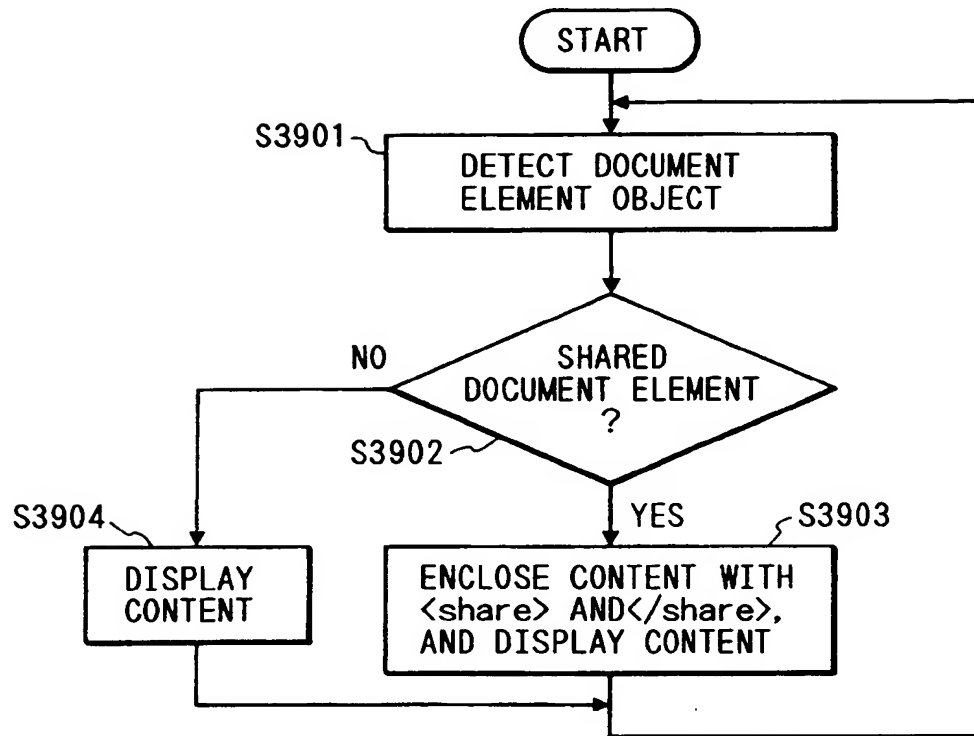 START
S3901
DETECT DOCUMENT
ELEMENT OBJECT
NO
SHARED
DOCUMENT ELEMENT
?
S3902
YES
S3904
S3903
DISPLAY
CONTENT
ENCLOSE CONTENT WITH
<share> AND</share>,
AND DISPLAY CONTENT